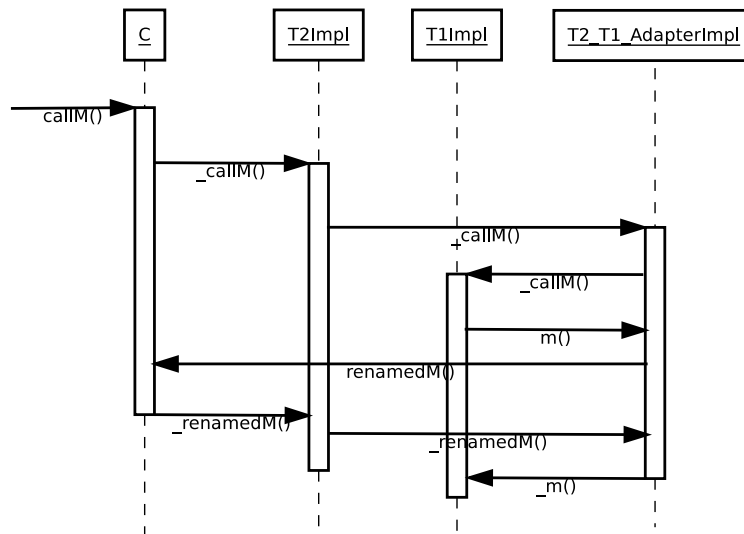 C
T2Impl
T1Impl
T2_T1_AdapterImpl
callM()
_callM()
_callM()
_callM()
m()
renamedM()
_renamedM()
_renamedM()
_m()